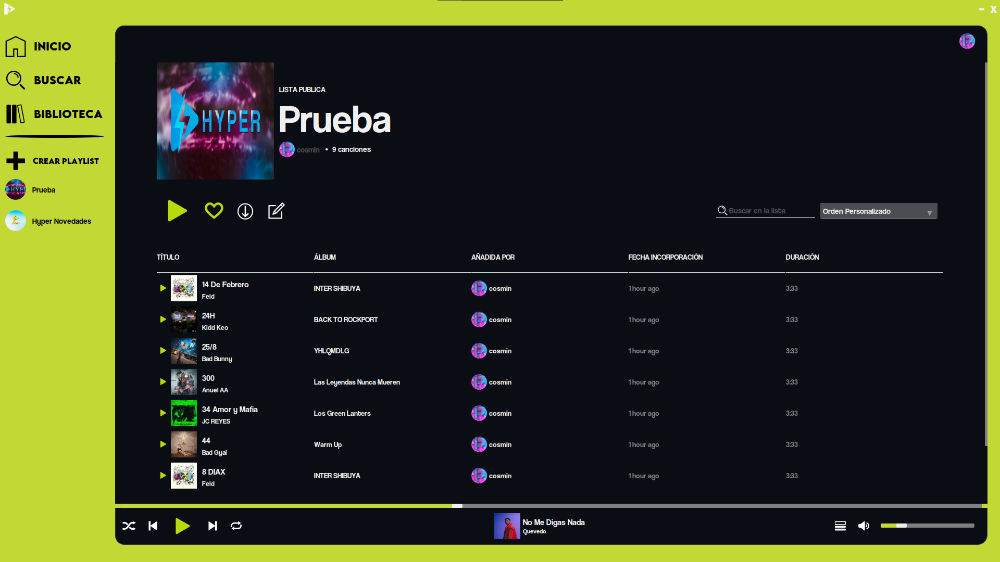 - X
INICIO
BUSCAR
BIBLIOTECA
CREAR PLAYLIST
Prueba
Hyper Novedades
HYPER
LISTA PUBLICA
Prueba
cosmin • 9 canciones
Buscar en la lista
Orden Personalizado
TÍTULO ÁLBUM AÑADIDA POR FECHA INCORPORACIÓN DURACIÓN
14 De Febrero
Feid
INTER SHIBUYA cosmin 1 hour ago 3:33
24H
Kidd Keo
BACK TO ROCKPORT cosmin 1 hour ago 3:33
25/8
Bad Bunny
YHLQMDLG cosmin 1 hour ago 3:33
300
Anuel AA
Las Leyendas Nunca Mueren cosmin 1 hour ago 3:33
34 Amor y Mafia
JC REYES
Los Green Lanters cosmin 1 hour ago 3:33
44
Bad Gyal
Warm Up cosmin 1 hour ago 3:33
8 DIAX
Feid
INTER SHIBUYA cosmin 1 hour ago 3:33
No Me Digas Nada
Quevedo